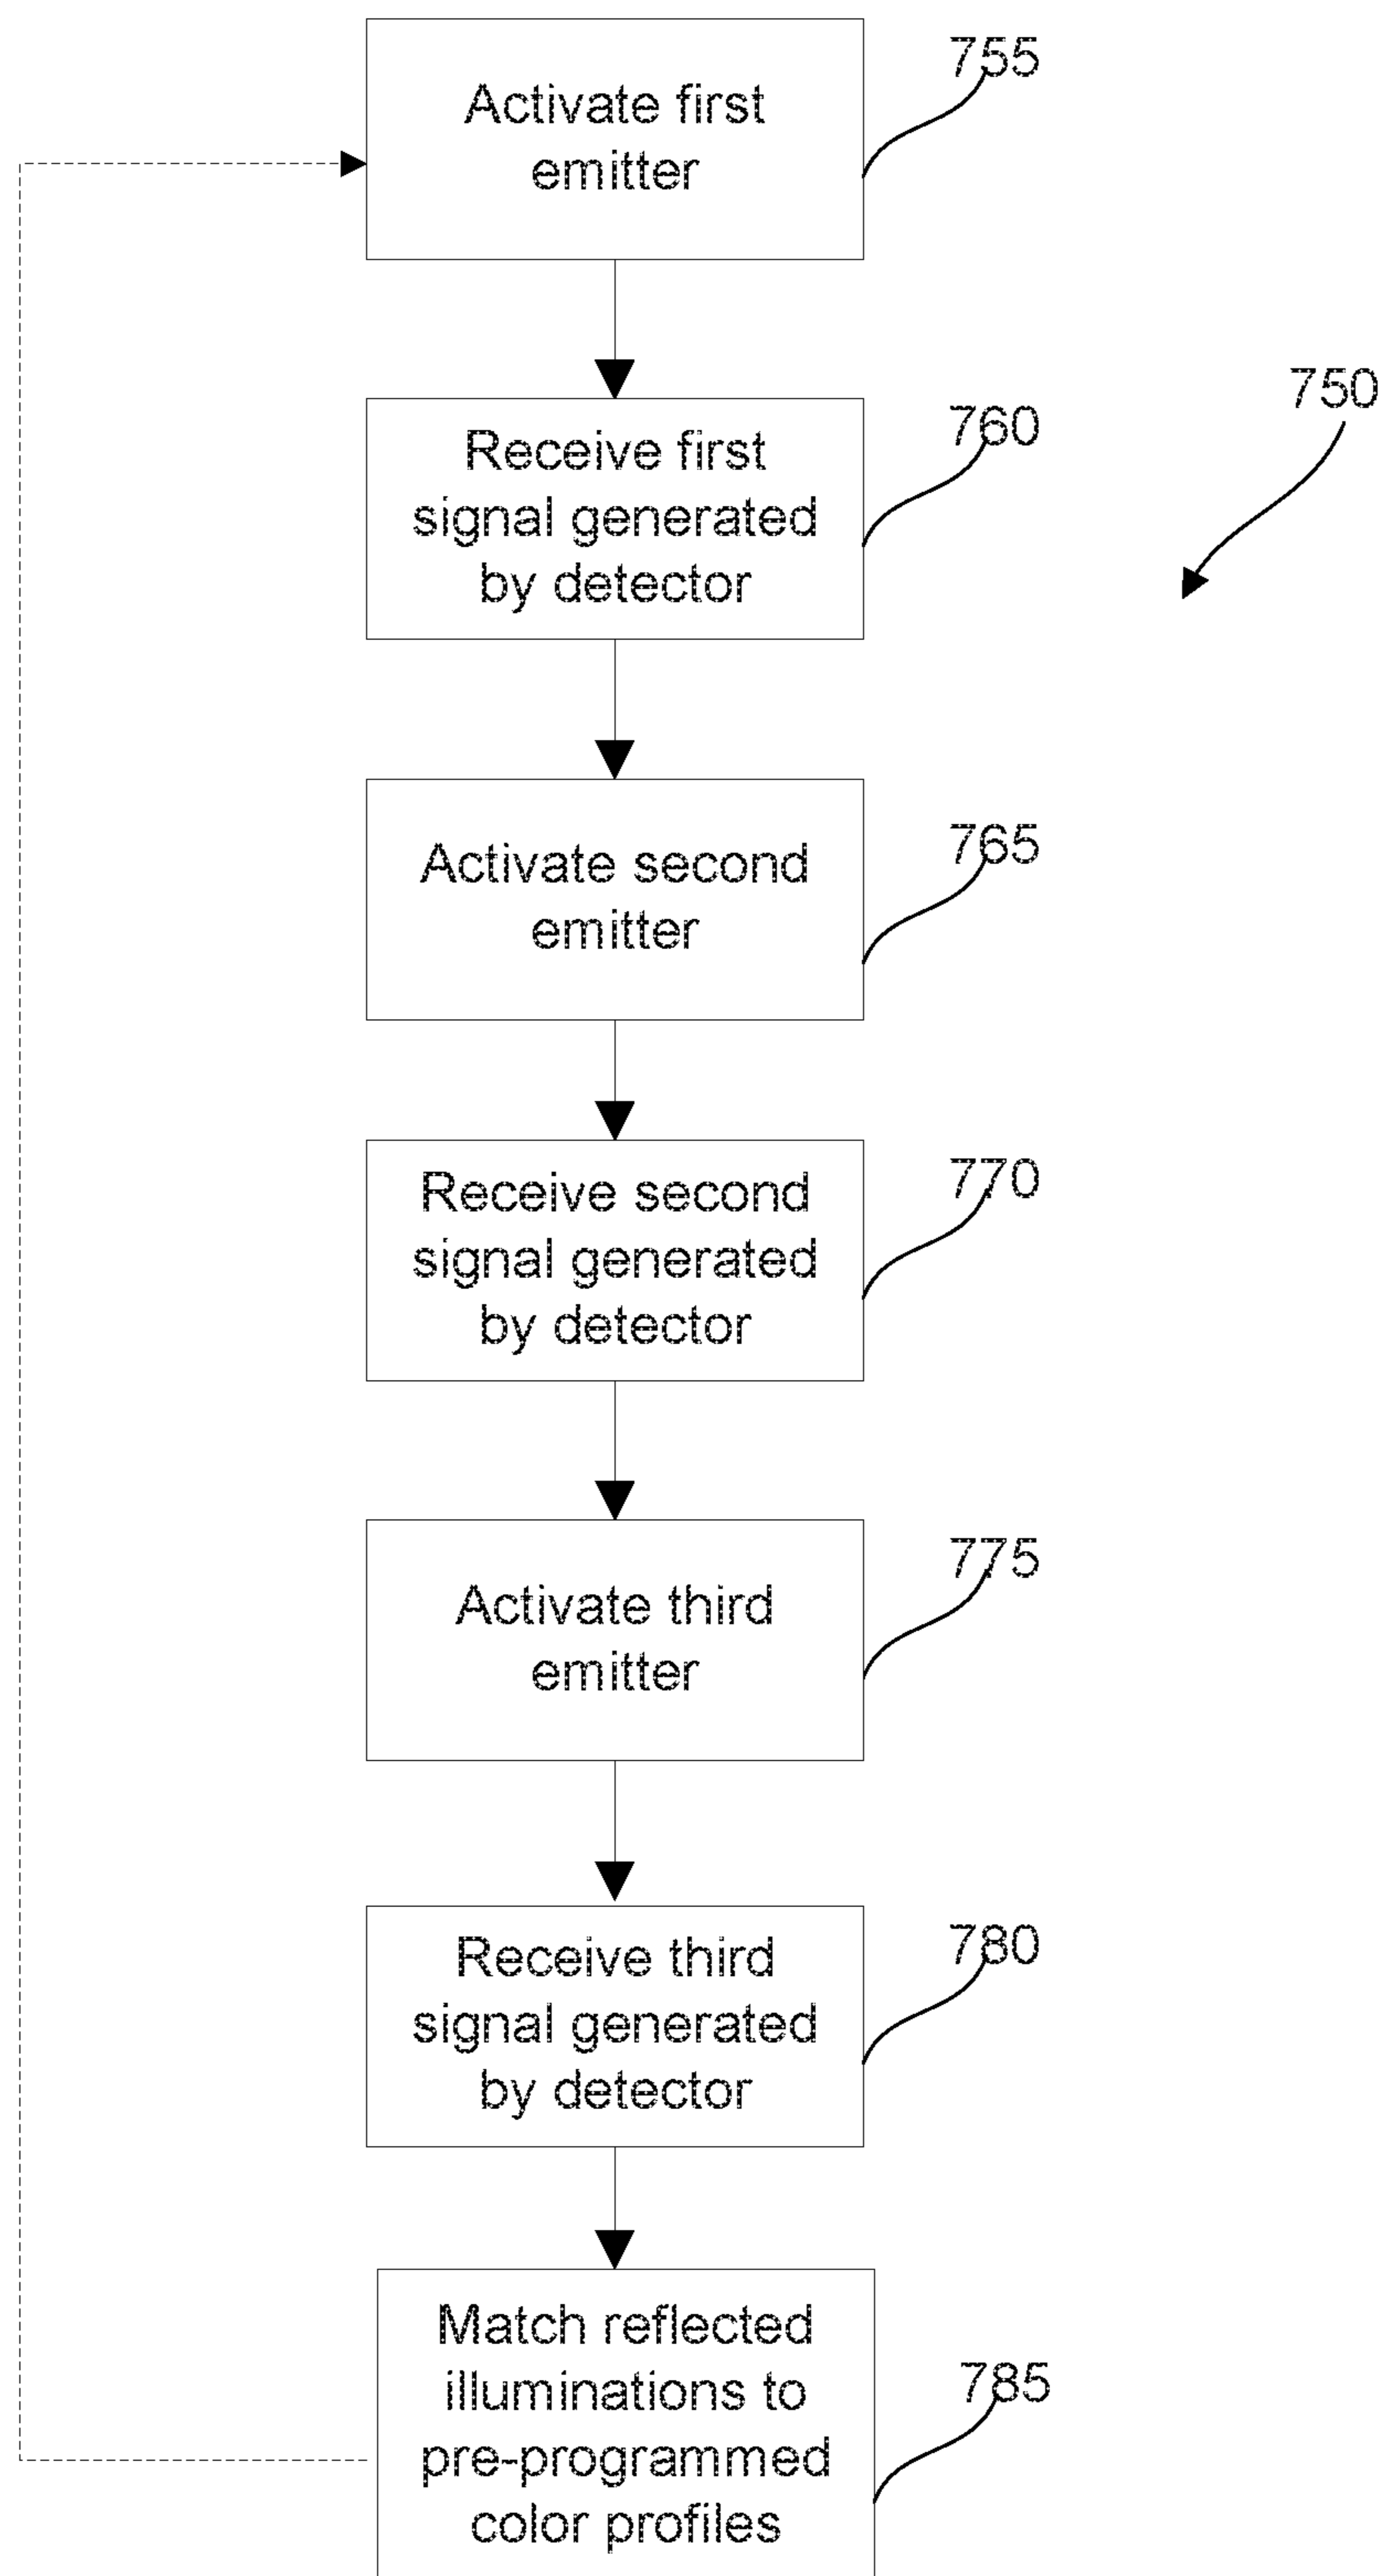 Activate first
emitter
755
Receive first
signal generated
by detector
760
750
Activate second
emitter
765
Receive second
signal generated
by detector
770
Activate third
emitter
775
Receive third
signal generated
by detector
780
Match reflected
illuminations to
pre-programmed
color profiles
785